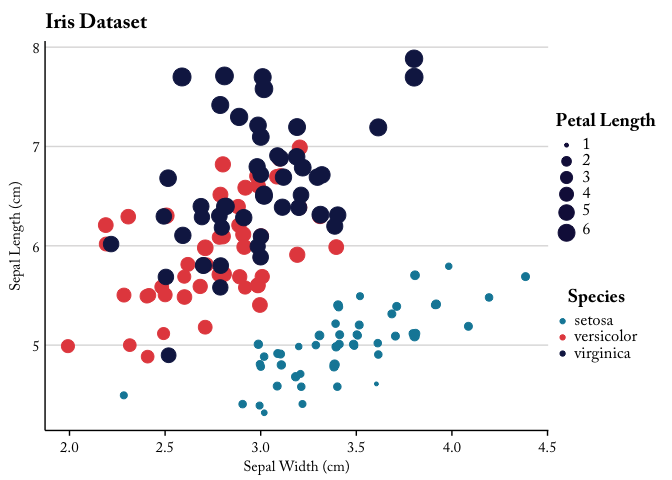 Iris Dataset
8
7
6
5
2.0 2.5 3.0 3.5 4.0 4.5
Sepal Width (cm)
Sepal Length (cm)
Petal Length
1
2
3
4
5
6
Species
setosa
versicolor
virginica